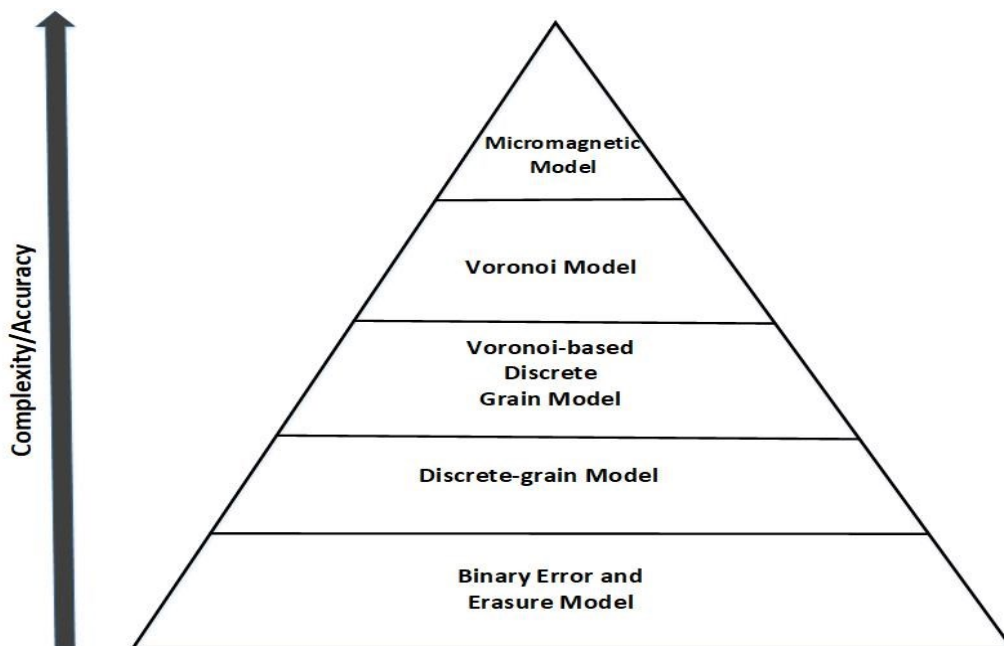 Complexity/Accuracy
Micromagnetic
Model
Voronoi Model
Voronoi-based
Discrete
Grain Model
Discrete-grain Model
Binary Error and
Erasure Model